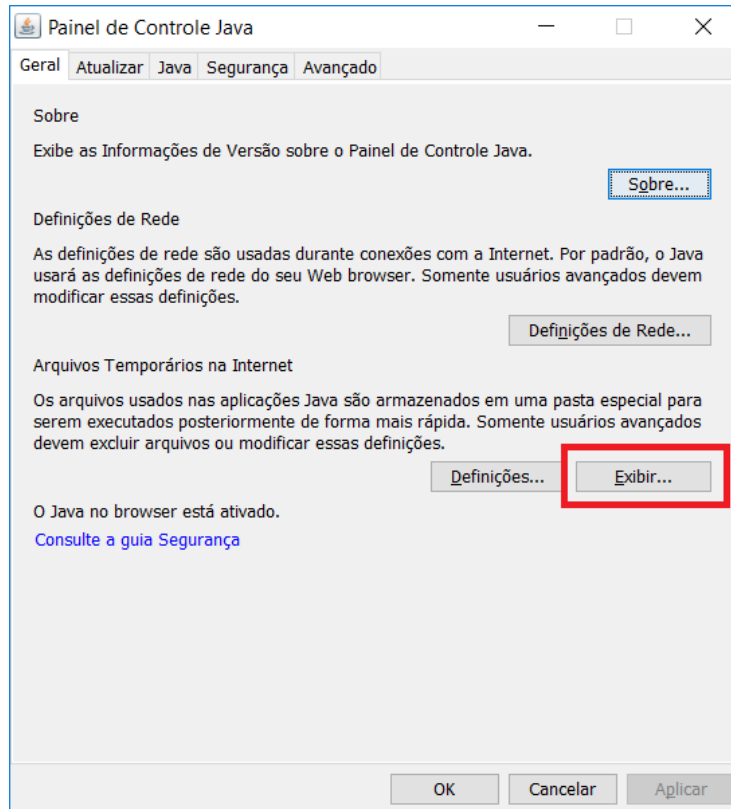 Painel de Controle Java
Geral Atualizar Java Segurança Avançado
Sobre
Exibe as Informações de Versão sobre o Painel de Controle Java.
Sobre...
Definições de Rede
As definições de rede são usadas durante conexões com a Internet. Por padrão, o Java
usará as definições de rede do seu Web browser. Somente usuários avançados devem
modificar essas definições.
Definições de Rede...
Arquivos Temporários na Internet
Os arquivos usados nas aplicações Java são armazenados em uma pasta especial para
serem executados posteriormente de forma mais rápida. Somente usuários avançados
devem excluir arquivos ou modificar essas definições.
Definições... Exibir...
O Java no browser está ativado.
Consulte a guia Segurança
OK Cancelar Aplicar